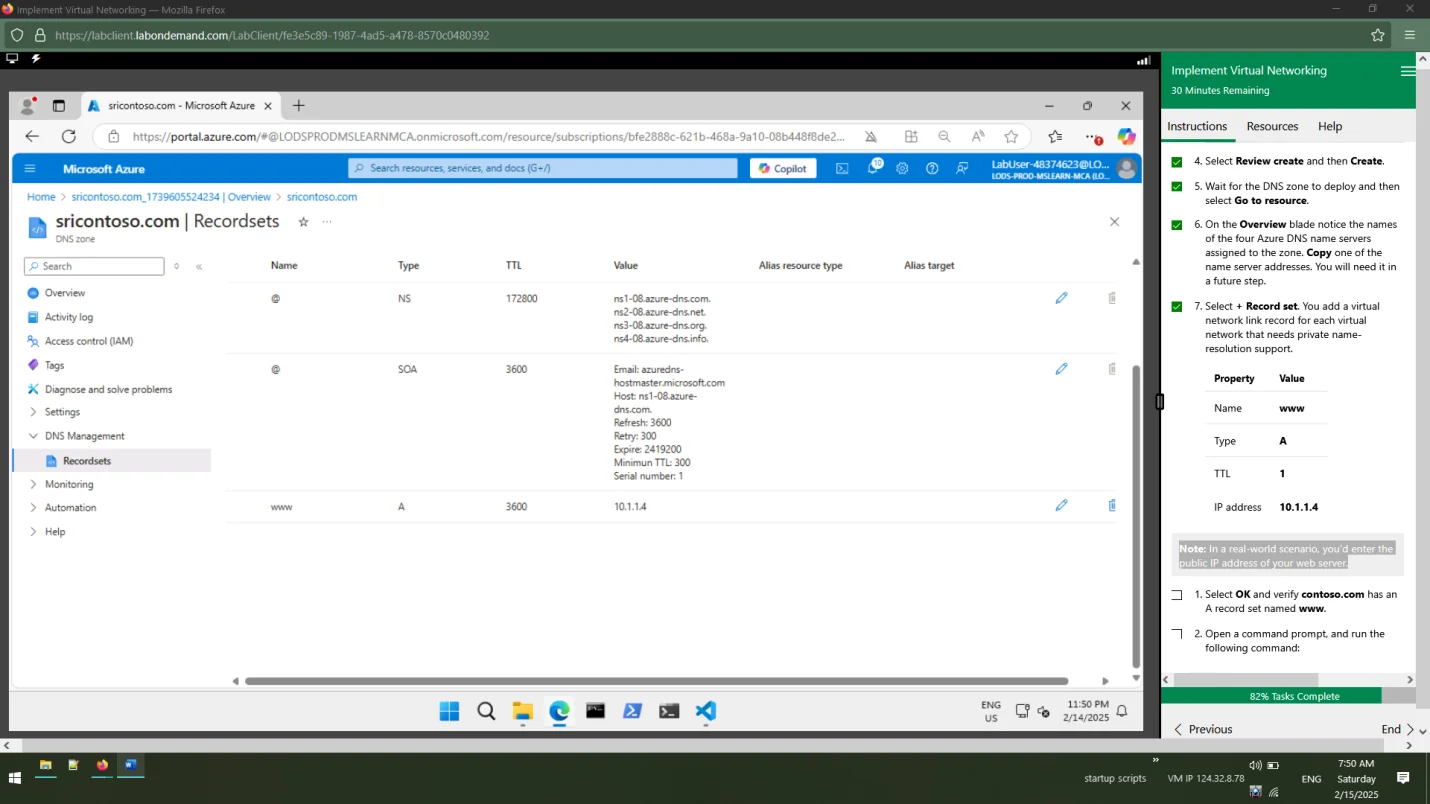 Implement Virtual Networking — Mozilla Firefox
https://labclient.labondemand.com/LabClient/fe3e5c89-1987-4ad5-a478-8570c0480392
sricontoso.com - Microsoft Azure
https://portal.azure.com/#@LODSPRODMSLEARNMCA.onmicrosoft.com/resource/subscriptions/bfe2888c-621b-468a-9a10-08b448f8de2...
Microsoft Azure
Search resources, services, and docs (G+/)
Copilot
10
LabUser-48374623@LO...
LODS-PROD-MSLEARN-MCA (LO...
Home > sricontoso.com_1739605524234 | Overview > sricontoso.com
sricontoso.com | Recordsets
DNS zone
Search
Overview
Activity log
Access control (IAM)
Tags
Diagnose and solve problems
Settings
DNS Management
Recordsets
Monitoring
Automation
Help
Name Type TTL Value Alias resource type Alias target
@ NS 172800 ns1-08.azure-dns.com.
ns2-08.azure-dns.net.
ns3-08.azure-dns.org.
ns4-08.azure-dns.info.
@ SOA 3600 Email: azuredns-
hostmaster.microsoft.com
Host: ns1-08.azure-
dns.com.
Refresh: 3600
Retry: 300
Expire: 2419200
Minimun TTL: 300
Serial number: 1
www A 3600 10.1.1.4
ENG
US
11:50 PM
2/14/2025
Implement Virtual Networking
30 Minutes Remaining
Instructions Resources Help
4. Select Review create and then Create.
5. Wait for the DNS zone to deploy and then
select Go to resource.
6. On the Overview blade notice the names
of the four Azure DNS name servers
assigned to the zone. Copy one of the
name server addresses. You will need it in
a future step.
7. Select + Record set. You add a virtual
network link record for each virtual
network that needs private name-
resolution support.
Property Value
Name www
Type A
TTL 1
IP address 10.1.1.4
Note: In a real-world scenario, you'd enter the
public IP address of your web server.
1. Select OK and verify contoso.com has an
A record set named www.
2. Open a command prompt, and run the
following command:
82% Tasks Complete
Previous End
startup scripts
»
VM IP 124.32.8.78
ENG
7:50 AM
Saturday
2/15/2025